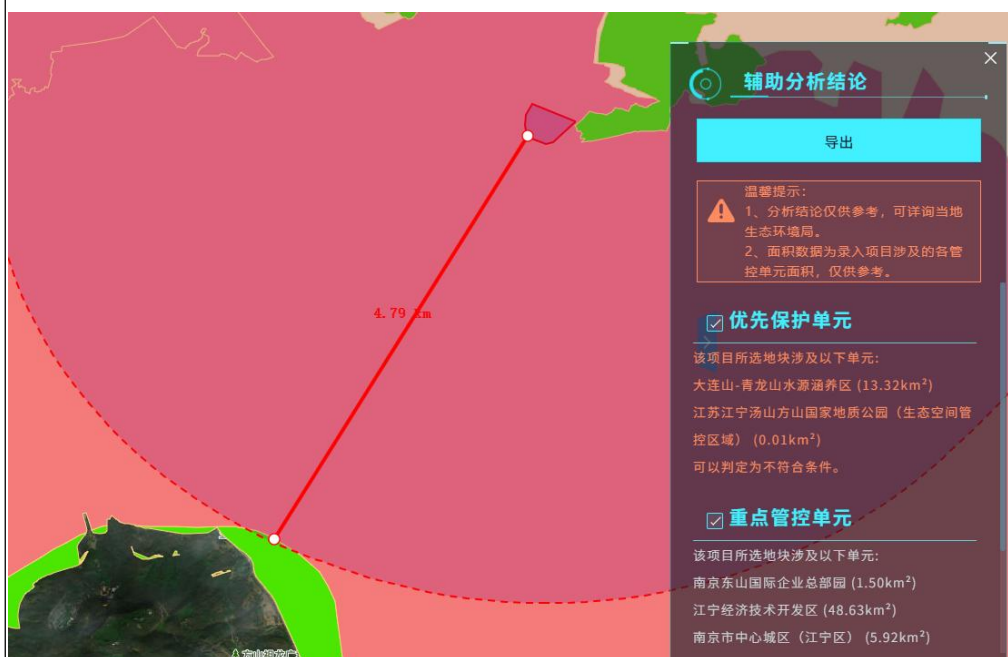 辅助分析结论
导出
温馨提示:
1、分析结论仅供参考，可详询当地
生态环境局。
2、面积数据为录入项目涉及的各管
控单元面积，仅供参考。
4.79 km
优先保护单元
该项目所选地块涉及以下单元:
大连山-青龙山水源涵养区 (13.32km²)
江苏江宁汤山方山国家地质公园（生态空间管
控区域） (0.01km²)
可以判定为不符合条件。
重点管控单元
该项目所选地块涉及以下单元:
南京东山国际企业总部园 (1.50km²)
江宁经济技术开发区 (48.63km²)
南京市中心城区（江宁区） (5.92km²)